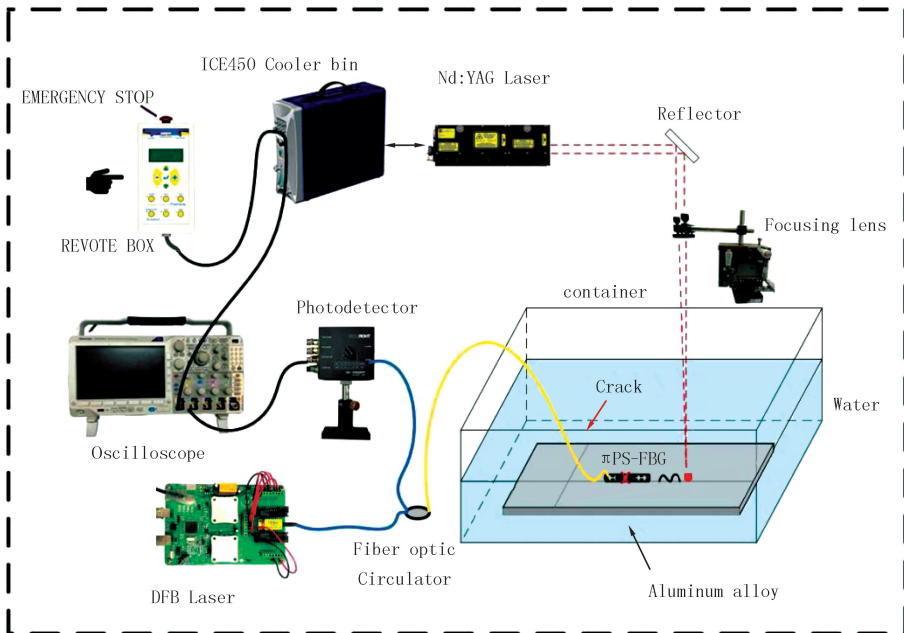 ICE450 Cooler bin
Nd:YAG Laser
EMERGENCY STOP
Reflector
REVOTE BOX
Focusing lens
container
Photodetector
Crack
Water
πPS-FBG
Oscilloscope
Fiber optic
Circulator
Aluminum alloy
DFB Laser